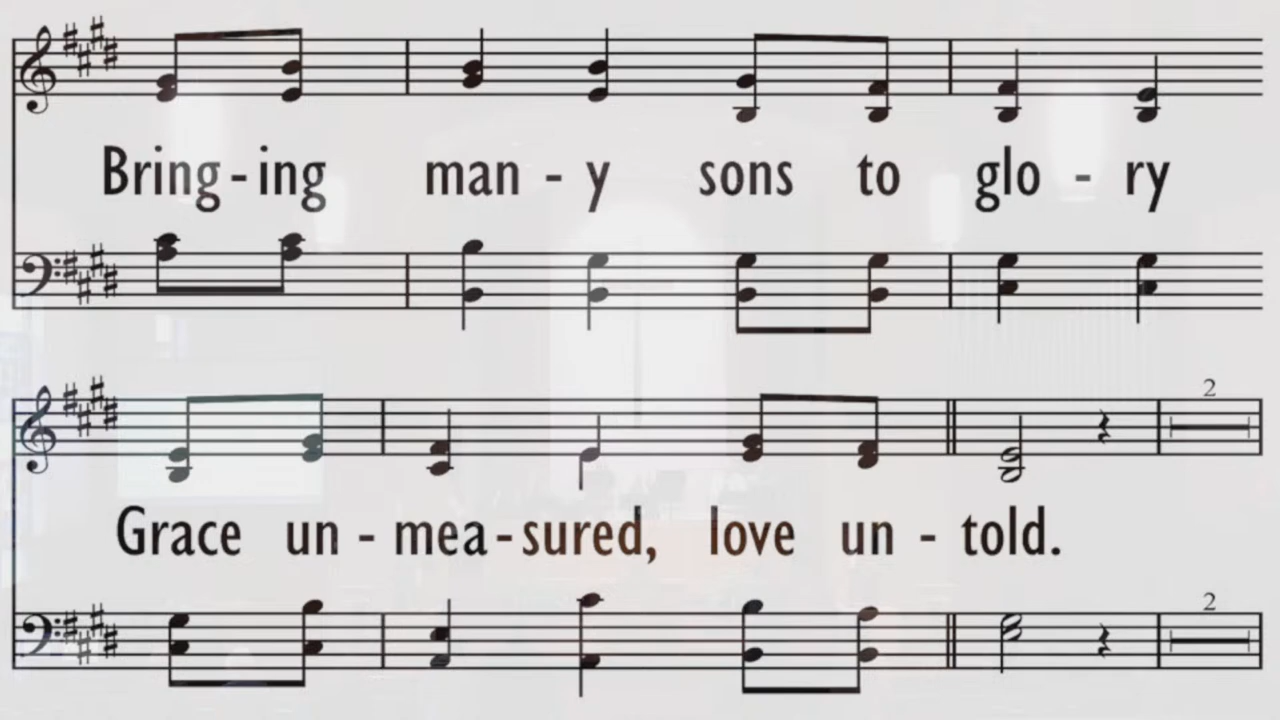 Bring-ing man-y sons to glo-ry
2
Grace un-mea-sured, love un-told.
2